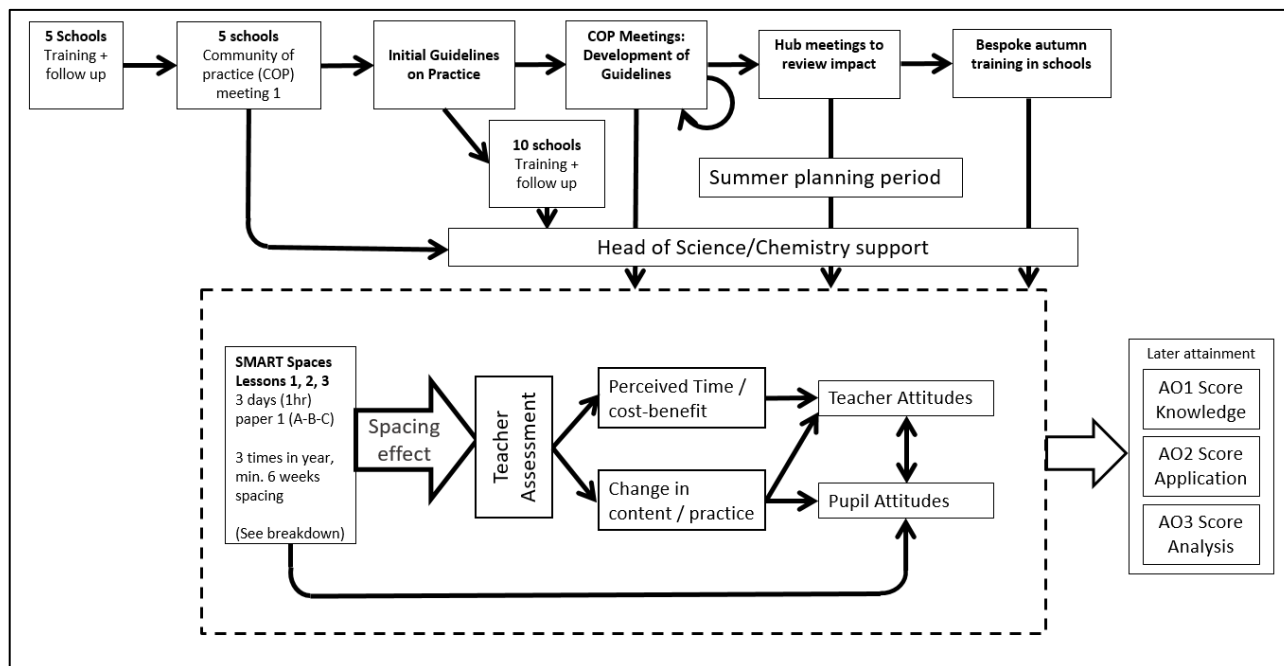 5 Schools
Training +
follow up
5 schools
Community of
practice (COP)
meeting 1
Initial Guidelines
on Practice
COP Meetings:
Development of
Guidelines
Hub meetings to
review impact
Bespoke autumn
training in schools
10 schools
Training +
follow up
Summer planning period
Head of Science/Chemistry support
SMART Spaces
Lessons 1, 2, 3
3 days (1hr)
paper 1 (A-B-C)
3 times in year,
min. 6 weeks
spacing
(See breakdown)
Spacing
effect
Teacher
Assessment
Perceived Time /
cost-benefit
Change in
content / practice
Teacher Attitudes
Pupil Attitudes
Later attainment
AO1 Score
Knowledge
AO2 Score
Application
AO3 Score
Analysis